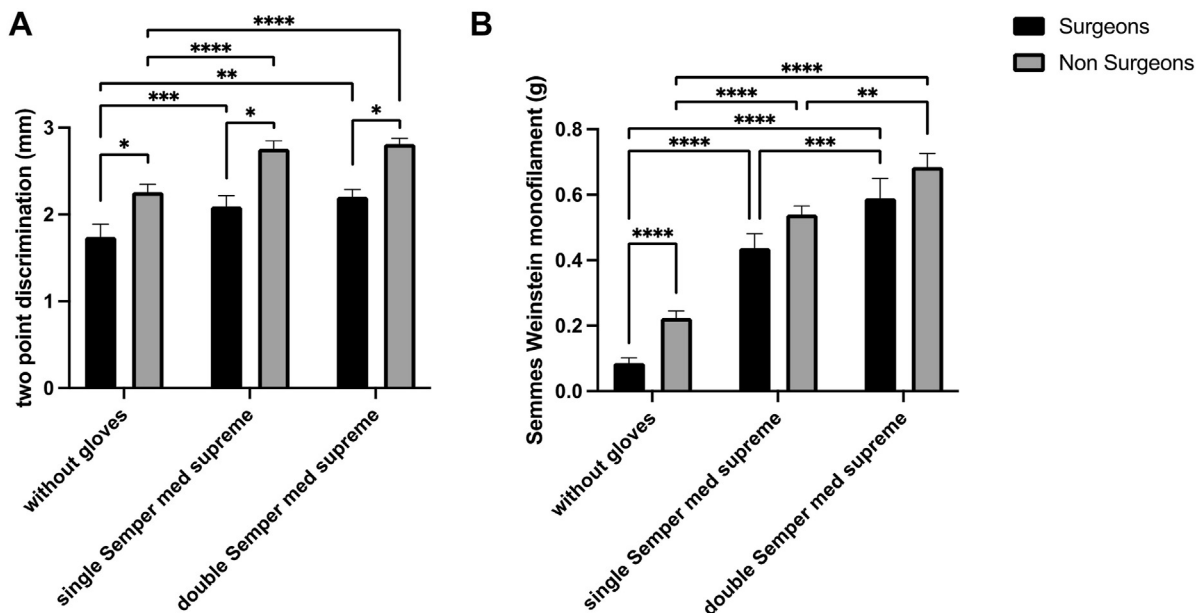 A
****
****
**
***
*
*
*
two point discrimination (mm)
3
2
1
0
without gloves
single Semper med supreme
double Semper med supreme
B
****
****
**
****
****
***
****
Semmes Weinstein monofilament (g)
0.8
0.6
0.4
0.2
0.0
without gloves
single Semper med supreme
double Semper med supreme
Surgeons
Non Surgeons